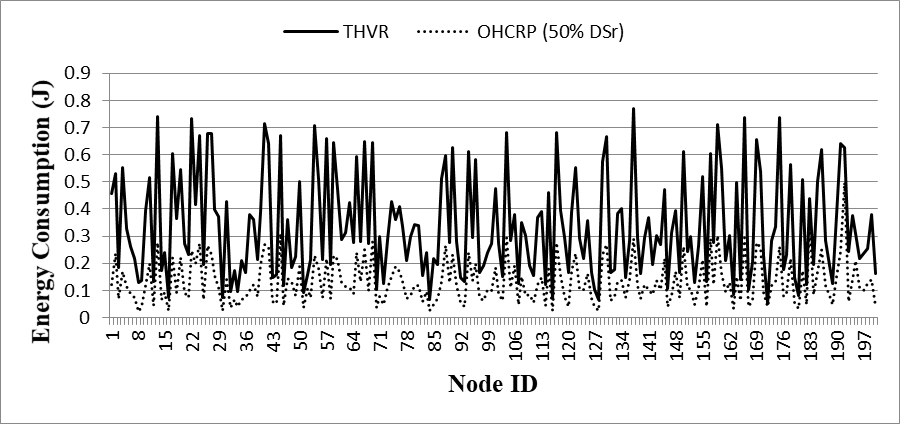 THVR OHCRP (50% DSr)
0.9
0.8
0.7
0.6
0.5
0.4
0.3
0.2
0.1
0
Energy Consumption (J)
1 8 15 22 29 36 43 50 57 64 71 78 85 92 99 106 113 120 127 134 141 148 155 162 169 176 183 190 197
Node ID